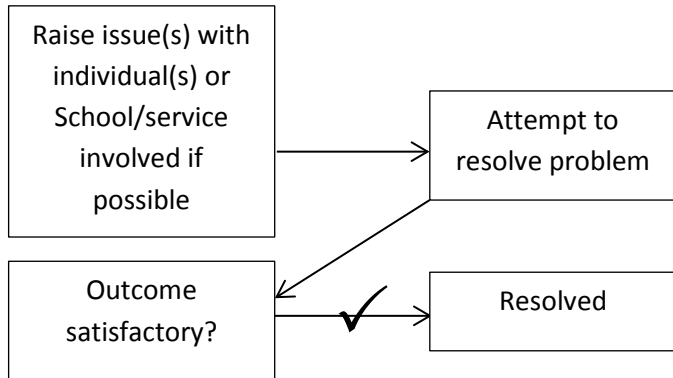 Raise issue(s) with
individual(s) or
School/service
involved if
possible
Attempt to
resolve problem
Outcome
satisfactory?
Resolved